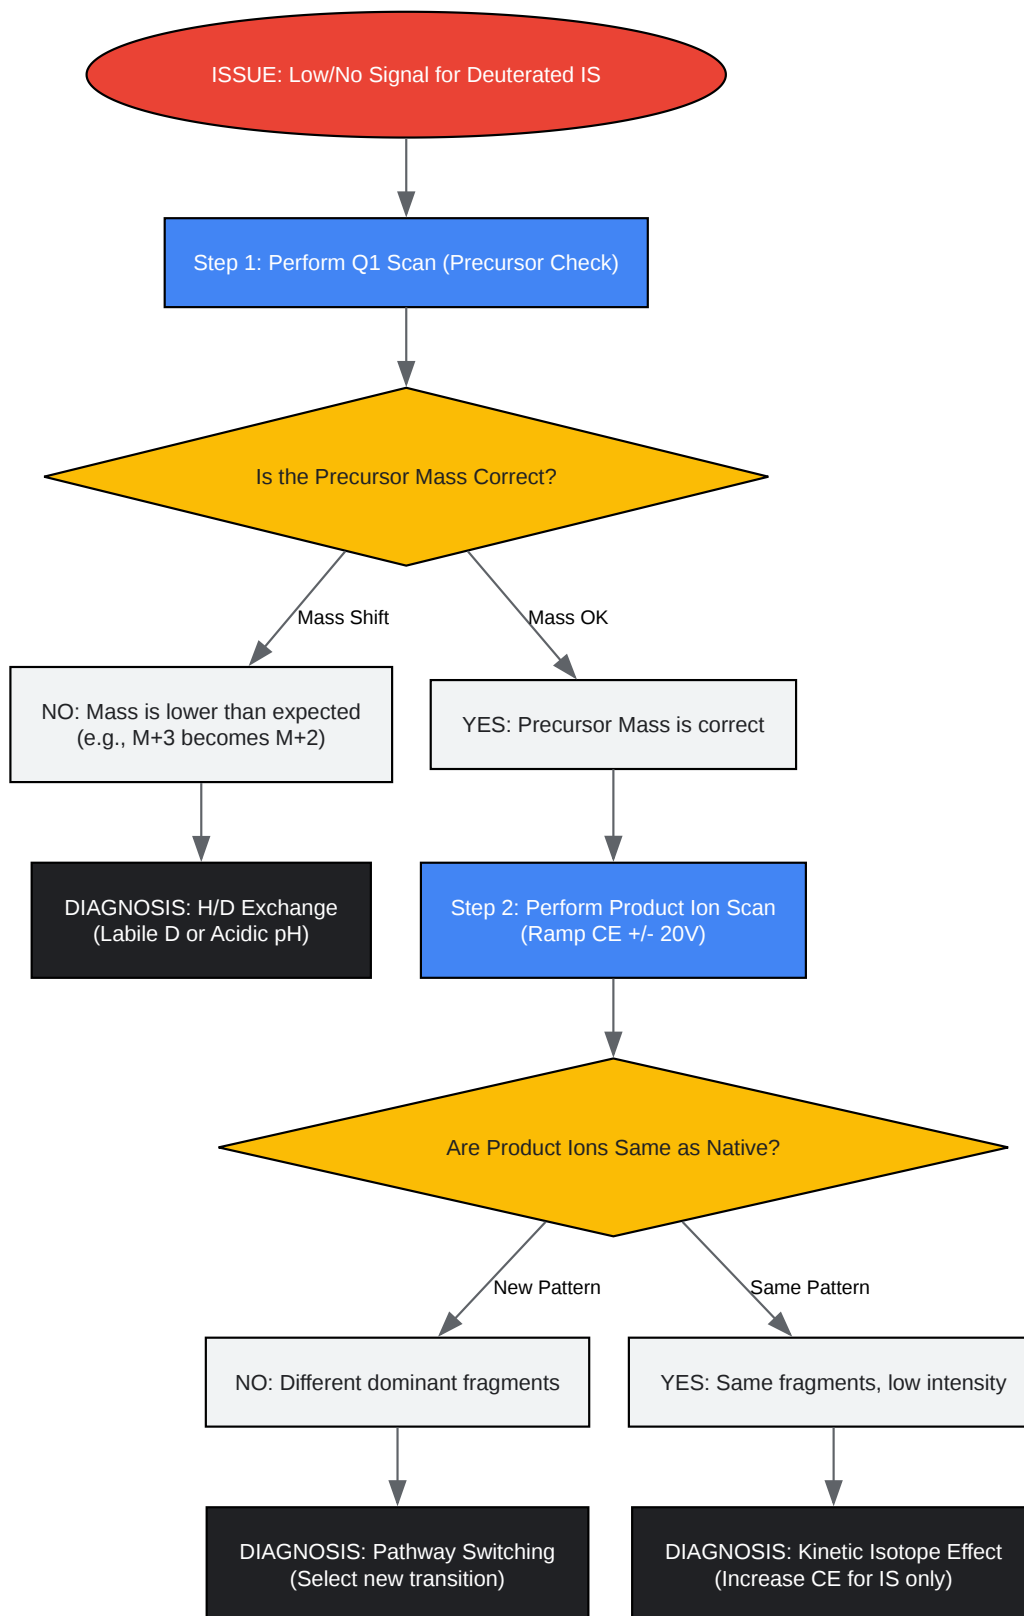 ISSUE: Low/No Signal for Deuterated IS
Step 1: Perform Q1 Scan (Precursor Check)
Is the Precursor Mass Correct?
Mass Shift
Mass OK
NO: Mass is lower than expected
(e.g., M+3 becomes M+2)
YES: Precursor Mass is correct
DIAGNOSIS: H/D Exchange
(Labile D or Acidic pH)
Step 2: Perform Product Ion Scan
(Ramp CE +/- 20V)
Are Product Ions Same as Native?
New Pattern
Same Pattern
NO: Different dominant fragments
YES: Same fragments, low intensity
DIAGNOSIS: Pathway Switching
(Select new transition)
DIAGNOSIS: Kinetic Isotope Effect
(Increase CE for IS only)